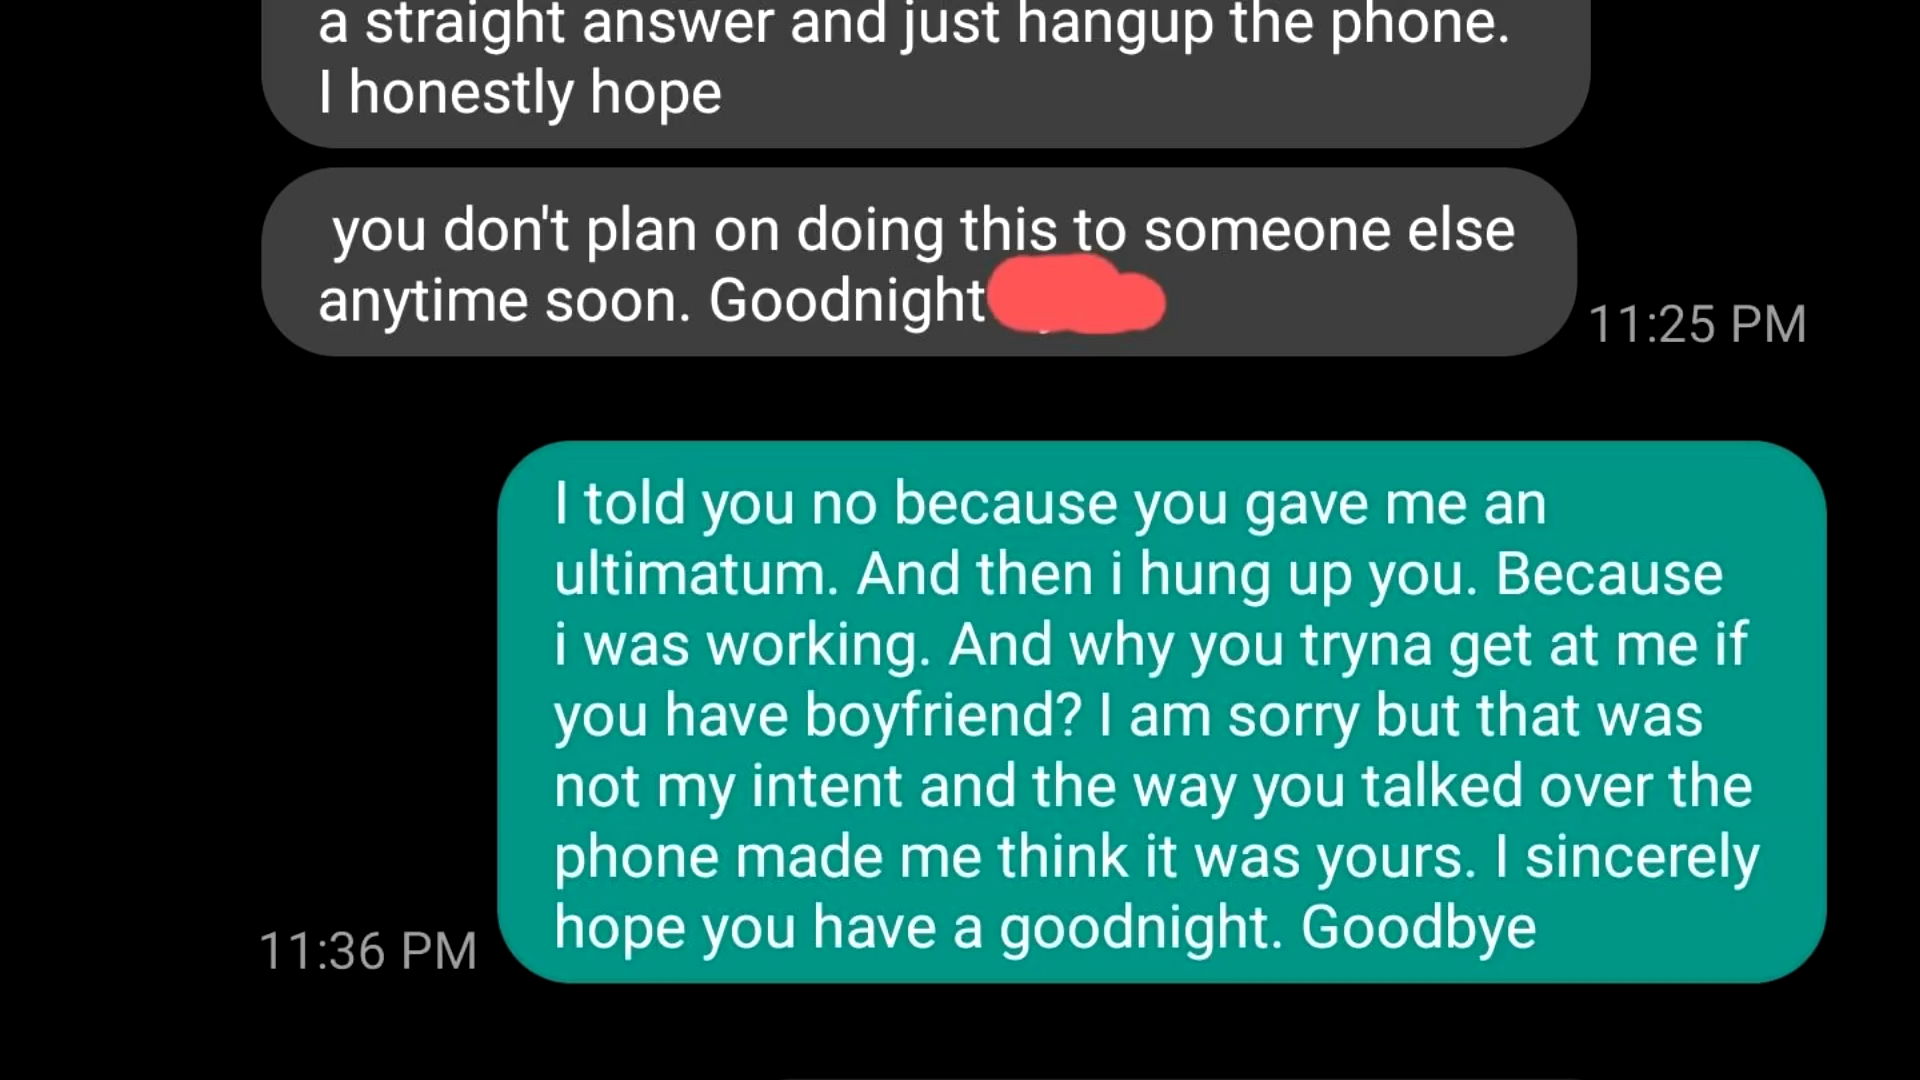 a straight answer and just hangup the phone.
I honestly hope
you don't plan on doing this to someone else
anytime soon. Goodnight
11:25 PM
I told you no because you gave me an
ultimatum. And then i hung up you. Because
i was working. And why you tryna get at me if
you have boyfriend? I am sorry but that was
not my intent and the way you talked over the
phone made me think it was yours. I sincerely
hope you have a goodnight. Goodbye
11:36 PM